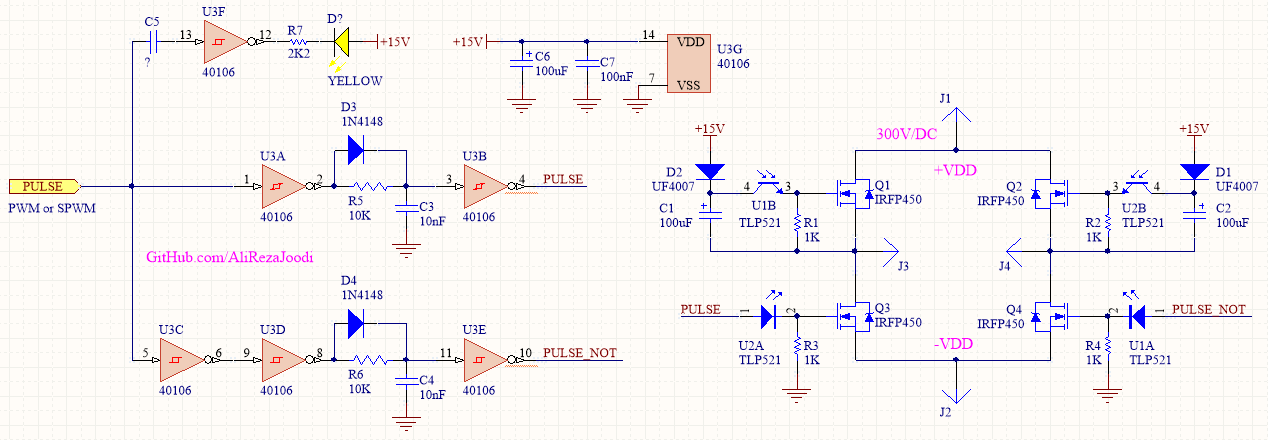 C5
?
13
U3F
12
40106
R7
2K2
D?
YELLOW
+15V
+15V
C6
100uF
C7
100nF
14
7
VDD
VSS
U3G
40106
PULSE
PWM or SPWM
1
U3A
2
40106
D3
1N4148
R5
10K
C3
10nF
3
U3B
4
40106
PULSE
GitHub.com/AliRezaJoodi
5
U3C
6
40106
9
U3D
8
40106
D4
1N4148
R6
10K
C4
10nF
11
U3E
10
40106
PULSE_NOT
J1
300V/DC
+VDD
+15V
D2
UF4007
C1
100uF
4
3
U1B
TLP521
R1
1K
Q1
IRFP450
J3
+15V
D1
UF4007
C2
100uF
3
4
U2B
TLP521
R2
1K
Q2
IRFP450
J4
PULSE
1
2
U2A
TLP521
R3
1K
Q3
IRFP450
Q4
IRFP450
2
1
PULSE_NOT
R4
1K
U1A
TLP521
-VDD
J2